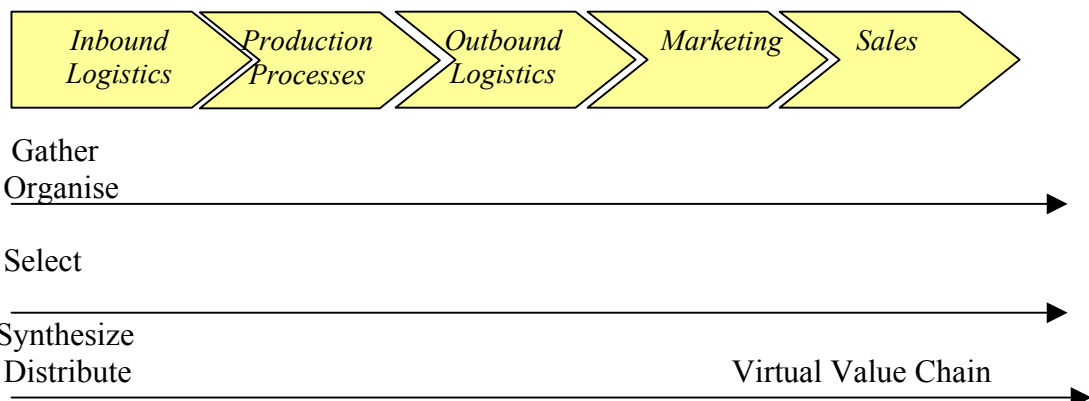 Inbound Logistics
Production Processes
Outbound Logistics
Marketing
Sales
Gather
Organise
Select
Synthesize
Distribute
Virtual Value Chain